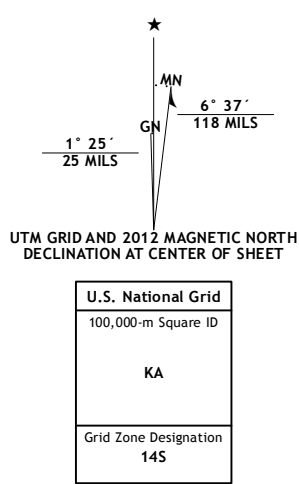 ★
MN
GN
6° 37´
118 MILS
1° 25´
25 MILS
UTM GRID AND 2012 MAGNETIC NORTH
DECLINATION AT CENTER OF SHEET
U.S. National Grid
100,000-m Square ID
KA
Grid Zone Designation
14S